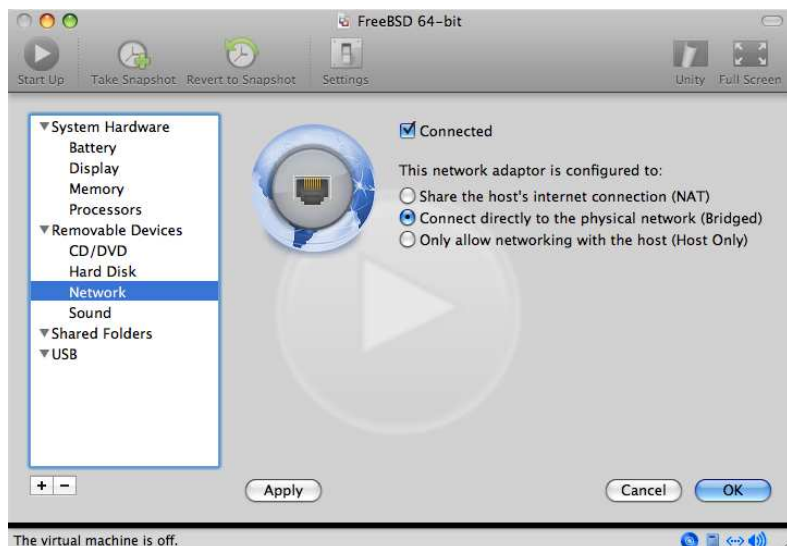 FreeBSD 64-bit
Start Up Take Snapshot Revert to Snapshot Settings Unity Full Screen
System Hardware
Battery
Display
Memory
Processors
Removable Devices
CD/DVD
Hard Disk
Network
Sound
Shared Folders
USB
Connected
This network adaptor is configured to:
Share the host's internet connection (NAT)
Connect directly to the physical network (Bridged)
Only allow networking with the host (Host Only)
+ −
Apply Cancel OK
The virtual machine is off.